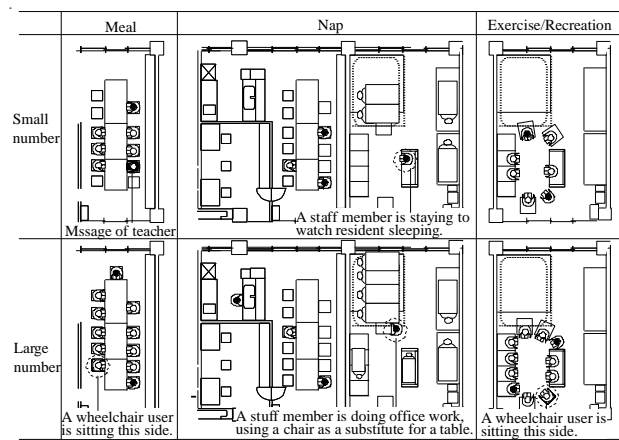 Meal
Nap
Exercise/Recreation
Small
number
Mssage of teacher
A staff member is staying to
watch resident sleeping.
Large
number
A wheelchair user
is sitting this side.
A stuff member is doing office work,
using a chair as a substitute for a table.
A wheelchair user is
sitting this side.